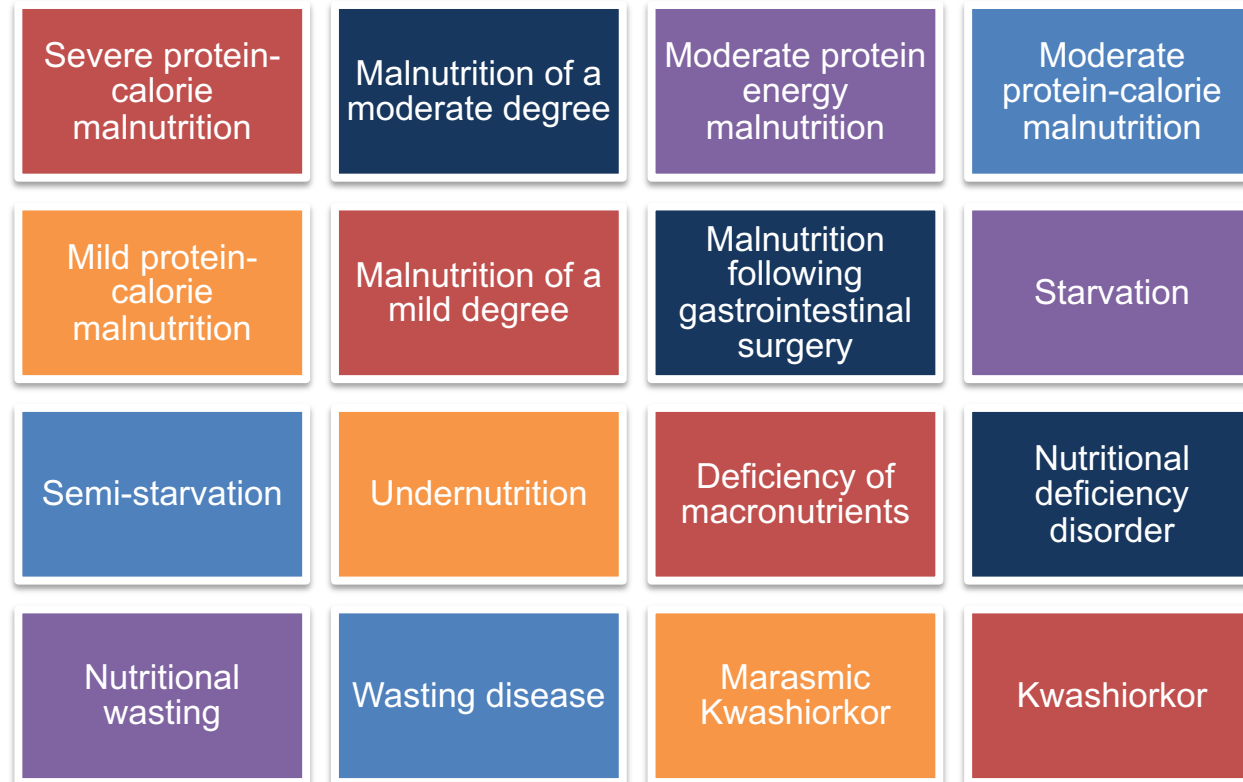 Severe protein-
calorie
malnutrition
Malnutrition of a
moderate degree
Moderate protein
energy
malnutrition
Moderate
protein-calorie
malnutrition
Mild protein-
calorie
malnutrition
Malnutrition of a
mild degree
Malnutrition
following
gastrointestinal
surgery
Starvation
Semi-starvation
Undernutrition
Deficiency of
macronutrients
Nutritional
deficiency
disorder
Nutritional
wasting
Wasting disease
Marasmic
Kwashiorkor
Kwashiorkor